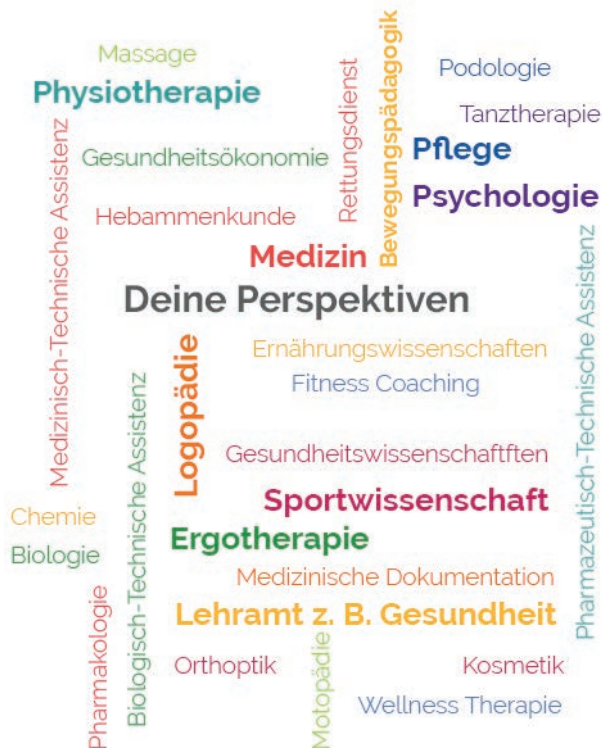 Massage
Physiotherapie
Rettungsdienst
Bewegungspädagogik
Podologie
Tanztherapie
Medizinisch-Technische Assistenz
Gesundheitsökonomie
Pflege
Psychologie
Hebammenkunde
Medizin
Deine Perspektiven
Pharmazeutisch-Technische Assistenz
Logopädie
Ernährungswissenschaften
Fitness Coaching
Biologisch-Technische Assistenz
Gesundheitswissenschaftften
Sportwissenschaft
Chemie
Ergotherapie
Biologie
Medizinische Dokumentation
Pharmakologie
Lehramt z. B. Gesundheit
Motopädie
Orthoptik
Kosmetik
Wellness Therapie